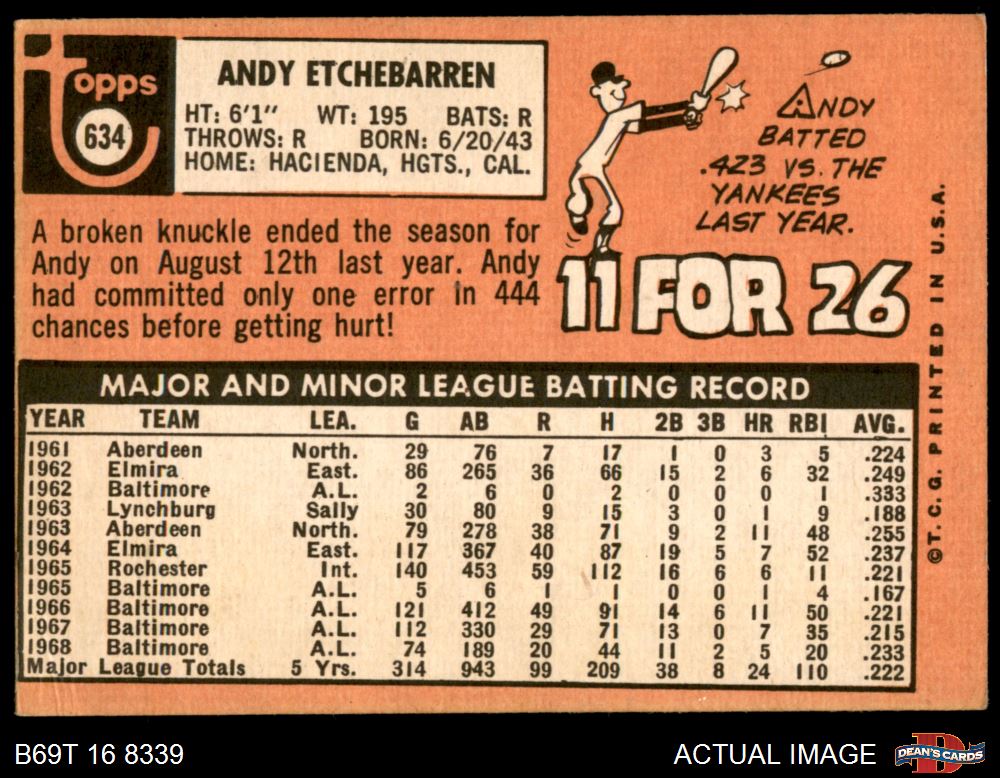 Topps
634
ANDY ETCHEBARREN
HT: 6'1" WT: 195 BATS: R
THROWS: R BORN: 6/20/43
HOME: HACIENDA, HGTS., CAL.
A broken knuckle ended the season for
Andy on August 12th last year. Andy
had committed only one error in 444
chances before getting hurt!
ANDY
BATTED
.423 VS. THE
YANKEES
LAST YEAR.
11 FOR 26
MAJOR AND MINOR LEAGUE BATTING RECORD
YEAR TEAM LEA. G AB R H 2B 3B HR RBI AVG.
1961 Aberdeen North. 29 76 7 17 1 0 3 5 .224
1962 Elmira East. 86 265 36 66 15 2 6 32 .249
1962 Baltimore A.L. 2 6 0 2 0 0 0 1 .333
1963 Lynchburg Sally 30 80 9 15 3 0 1 9 .188
1963 Aberdeen North. 79 278 38 71 9 2 11 48 .255
1964 Elmira East. 117 367 40 87 19 5 7 52 .237
1965 Rochester Int. 140 453 59 112 16 6 6 11 .221
1965 Baltimore A.L. 5 6 1 1 0 0 1 4 .167
1966 Baltimore A.L. 121 412 49 91 14 6 11 50 .221
1967 Baltimore A.L. 112 330 29 71 13 0 7 35 .215
1968 Baltimore A.L. 74 189 20 44 11 2 5 20 .233
Major League Totals 5 Yrs. 314 943 99 209 38 8 24 110 .222
©T. C. G. PRINTED IN U.S.A.
B69T 16 8339
ACTUAL IMAGE
DEAN'S CARDS